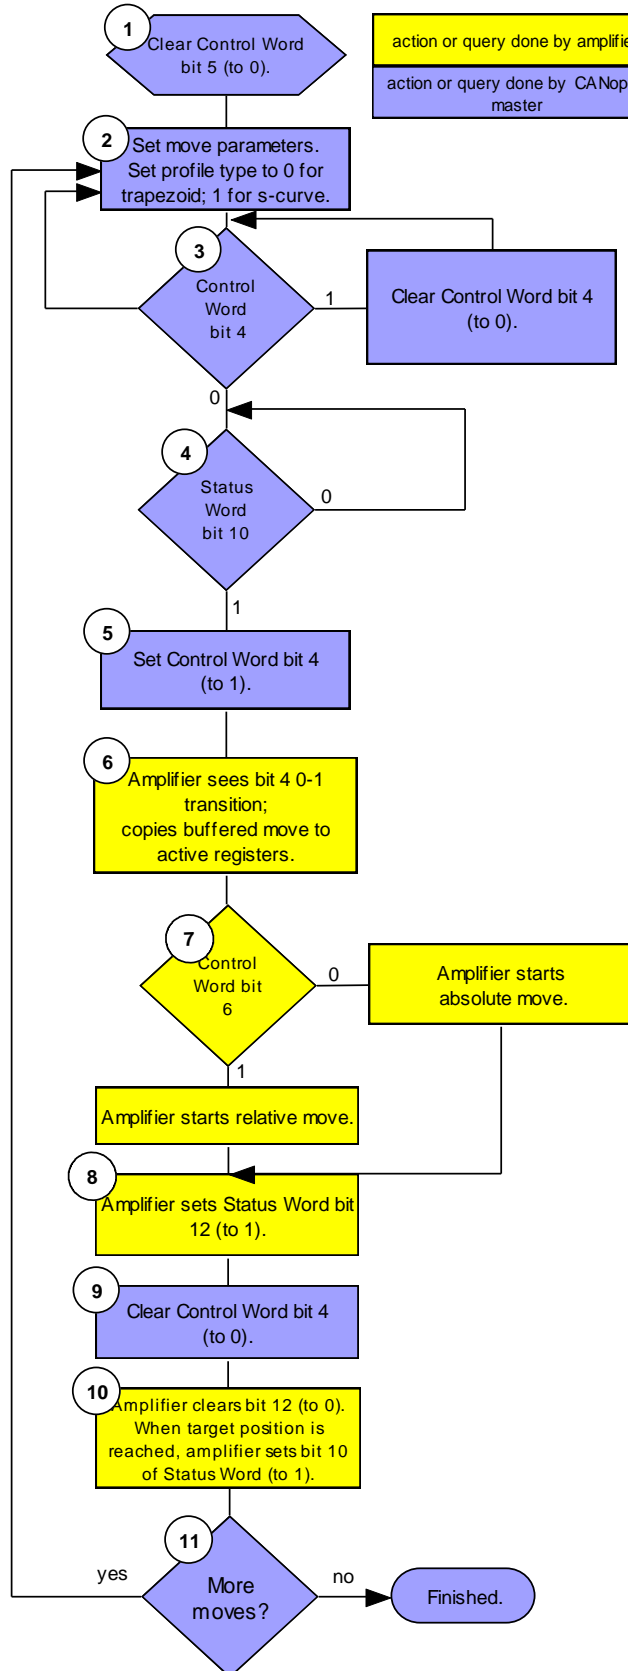 1
Clear Control Word
bit 5 (to 0).
action or query done by amplifie
action or query done by CANop
master
2
Set move parameters.
Set profile type to 0 for
trapezoid; 1 for s-curve.
3
Control
Word
bit 4
1
Clear Control Word bit 4
(to 0).
0
4
Status
Word
bit 10
0
1
5
Set Control Word bit 4
(to 1).
6
Amplifier sees bit 4 0-1
transition;
copies buffered move to
active registers.
7
Control
Word bit
6
0
Amplifier starts
absolute move.
1
Amplifier starts relative move.
8
Amplifier sets Status Word bit
12 (to 1).
9
Clear Control Word bit 4
(to 0).
10
Amplifier clears bit 12 (to 0).
When target position is
reached, amplifier sets bit 10
of Status Word (to 1).
11
yes
More
moves?
no
Finished.